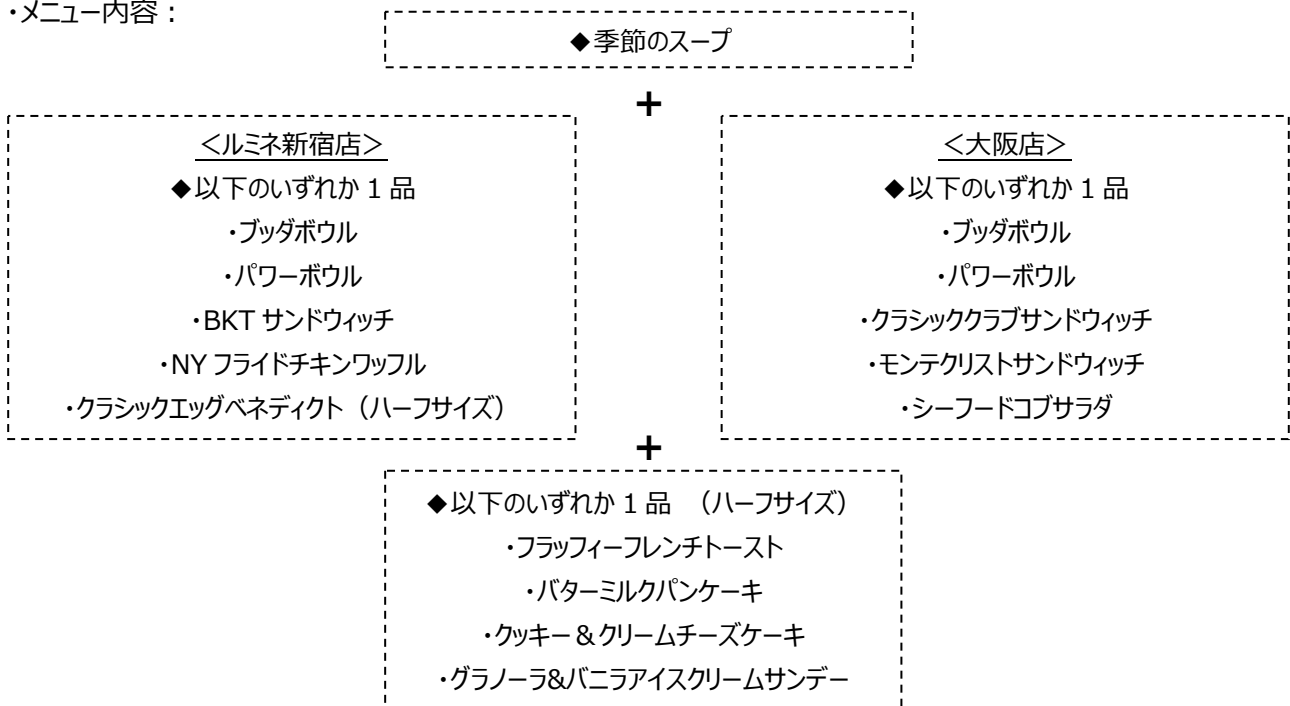 ・メニュー内容：
◆季節のスープ
+
＜ルミネ新宿店＞
◆以下のいずれか 1 品
・ブッダボウル
・パワーボウル
・BKT サンドウィッチ
・NY フライドチキンワッフル
・クラシックエッグベネディクト（ハーフサイズ）
＜大阪店＞
◆以下のいずれか 1 品
・ブッダボウル
・パワーボウル
・クラシッククラブサンドウィッチ
・モンテクリストサンドウィッチ
・シーフードコブサラダ
+
◆以下のいずれか 1 品　（ハーフサイズ）
・フラッフィーフレンチトースト
・バターミルクパンケーキ
・クッキー＆クリームチーズケーキ
・グラノーラ&バニラアイスクリームサンデー